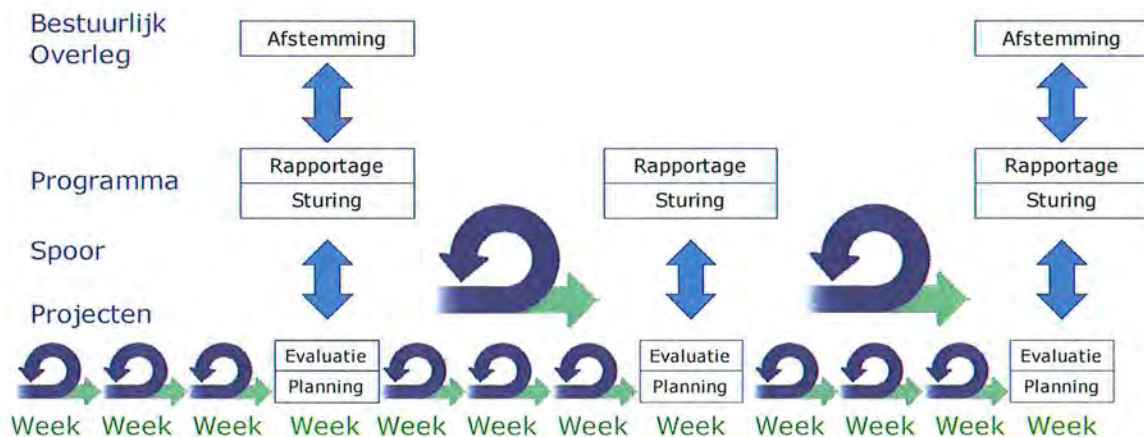 Bestuurlijk
Overleg
Afstemming
Afstemming
Programma
Rapportage
Sturing
Rapportage
Sturing
Rapportage
Sturing
Spoor
Projecten
Evaluatie
Planning
Evaluatie
Planning
Evaluatie
Planning
Week Week Week Week Week Week Week Week Week Week Week Week